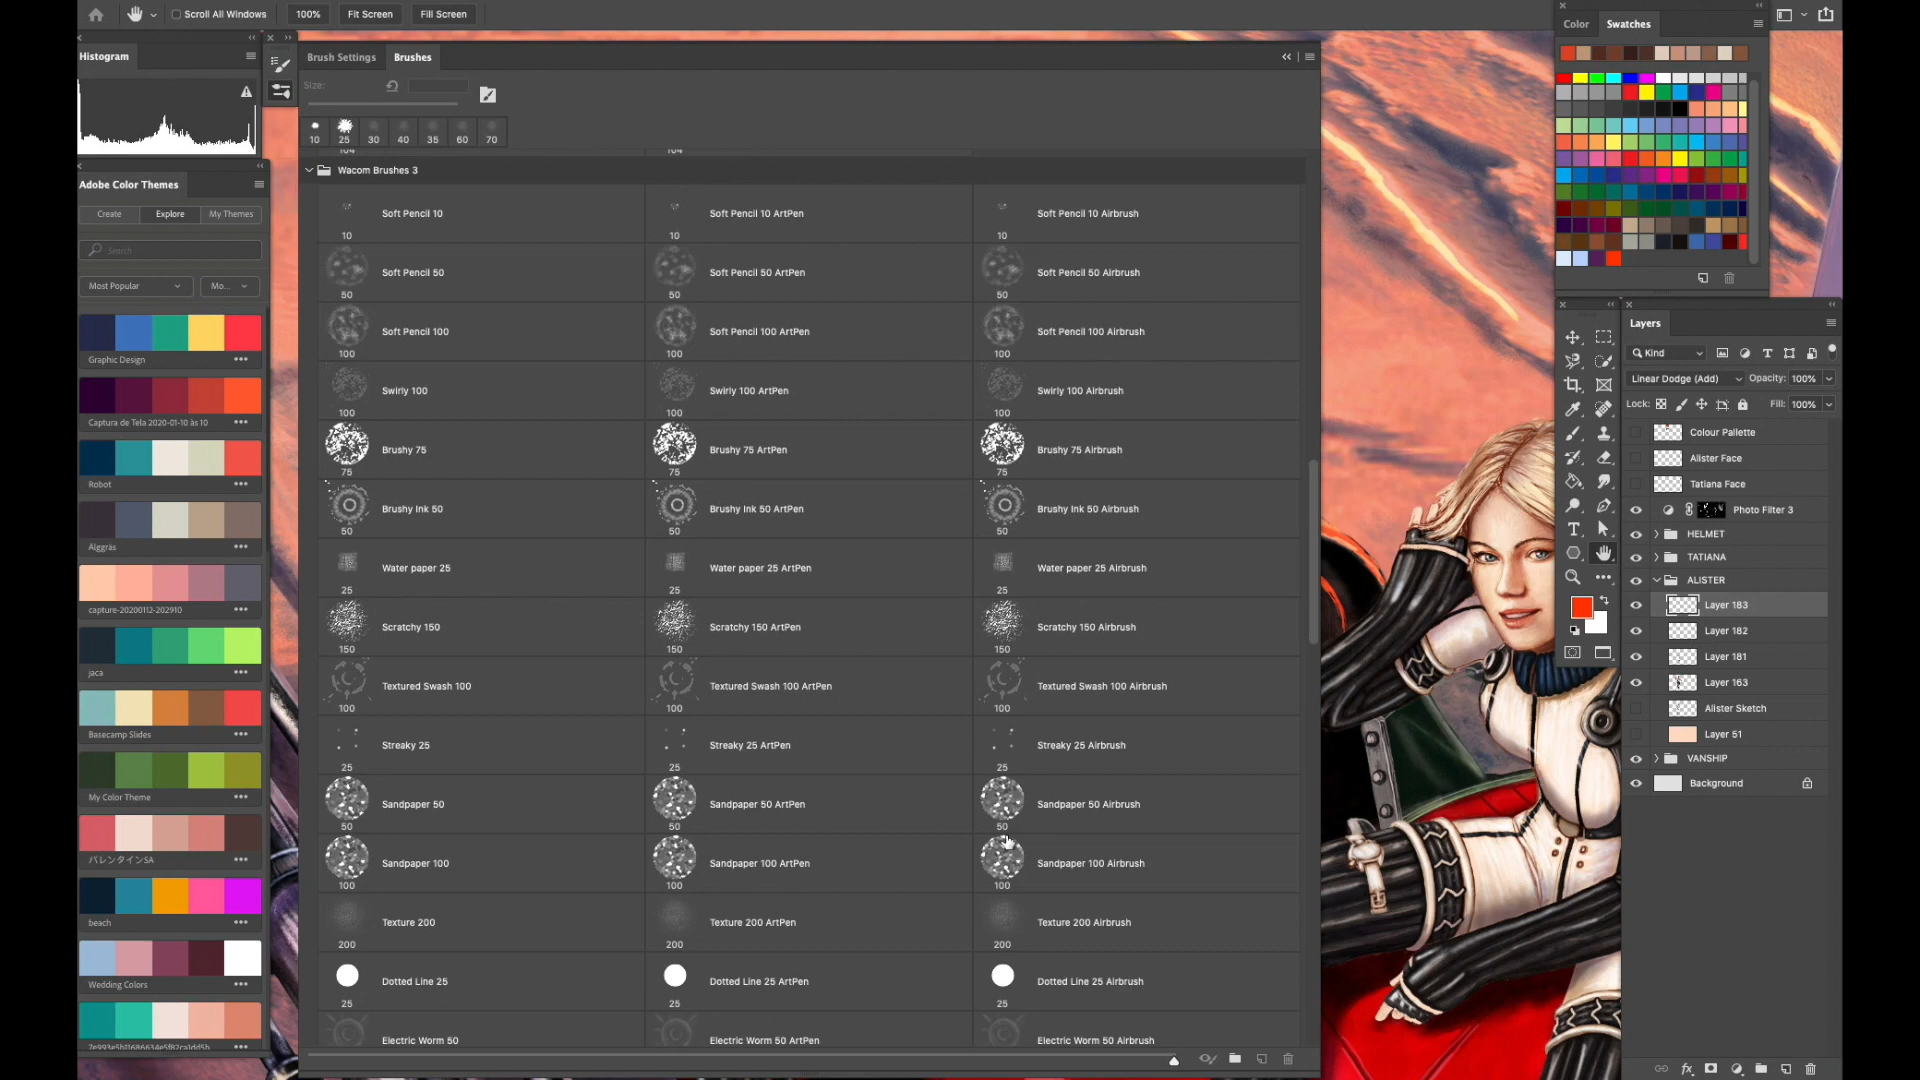 Scroll All Windows
100%
Fit Screen
Fill Screen
Histogram
Adobe Color Themes
Create
Explore
My Themes
Search
Most Popular
Mo...
Graphic Design
Captura de Tela 2020-01-10 às 10
Robot
Älggräs
capture-20200112-202910
jaca
Basecamp Slides
My Color Theme
バレンタインSA
beach
Wedding Colors
Brush Settings
Brushes
Size:
10 25 30 40 35 60 70
Wacom Brushes 3
Soft Pencil 10
10
Soft Pencil 10 ArtPen
10
Soft Pencil 10 Airbrush
10
Soft Pencil 50
50
Soft Pencil 50 ArtPen
50
Soft Pencil 50 Airbrush
50
Soft Pencil 100
100
Soft Pencil 100 ArtPen
100
Soft Pencil 100 Airbrush
100
Swirly 100
100
Swirly 100 ArtPen
100
Swirly 100 Airbrush
100
Brushy 75
75
Brushy 75 ArtPen
75
Brushy 75 Airbrush
75
Brushy Ink 50
50
Brushy Ink 50 ArtPen
50
Brushy Ink 50 Airbrush
50
Water paper 25
25
Water paper 25 ArtPen
25
Water paper 25 Airbrush
25
Scratchy 150
150
Scratchy 150 ArtPen
150
Scratchy 150 Airbrush
150
Textured Swash 100
100
Textured Swash 100 ArtPen
100
Textured Swash 100 Airbrush
100
Streaky 25
25
Streaky 25 ArtPen
25
Streaky 25 Airbrush
25
Sandpaper 50
50
Sandpaper 50 ArtPen
50
Sandpaper 50 Airbrush
50
Sandpaper 100
100
Sandpaper 100 ArtPen
100
Sandpaper 100 Airbrush
100
Texture 200
200
Texture 200 ArtPen
200
Texture 200 Airbrush
200
Dotted Line 25
25
Dotted Line 25 ArtPen
25
Dotted Line 25 Airbrush
25
Electric Worm 50
Electric Worm 50 ArtPen
Electric Worm 50 Airbrush
Color
Swatches
Layers
Kind
Linear Dodge (Add)
Opacity: 100%
Lock:
Fill: 100%
Colour Pallette
Alister Face
Tatiana Face
Photo Filter 3
HELMET
TATIANA
ALISTER
Layer 183
Layer 182
Layer 181
Layer 163
Alister Sketch
Layer 51
VANSHIP
Background